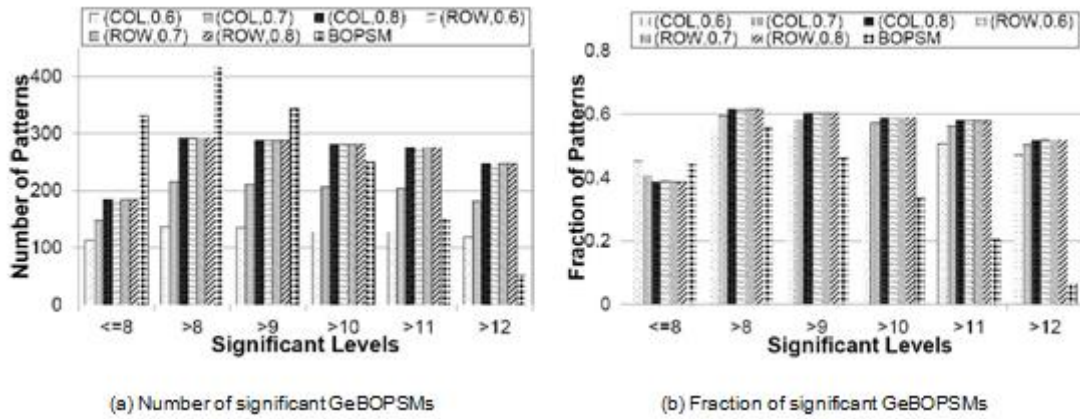 (COL,0.6) (COL,0.7) (COL,0.8) (ROW,0.6)
(ROW,0.7) (ROW,0.8) BOPSM
Number of Patterns
400
300
200
100
0
<=8 >8 >9 >10 >11 >12
Significant Levels
(a) Number of significant GeBOPSMs
(COL,0.6) (COL,0.7) (COL,0.8) (ROW,0.6)
(ROW,0.7) (ROW,0.8) BOPSM
Fraction of Patterns
0.8
0.6
0.4
0.2
0
<=8 >8 >9 >10 >11 >12
Significant Levels
(b) Fraction of significant GeBOPSMs